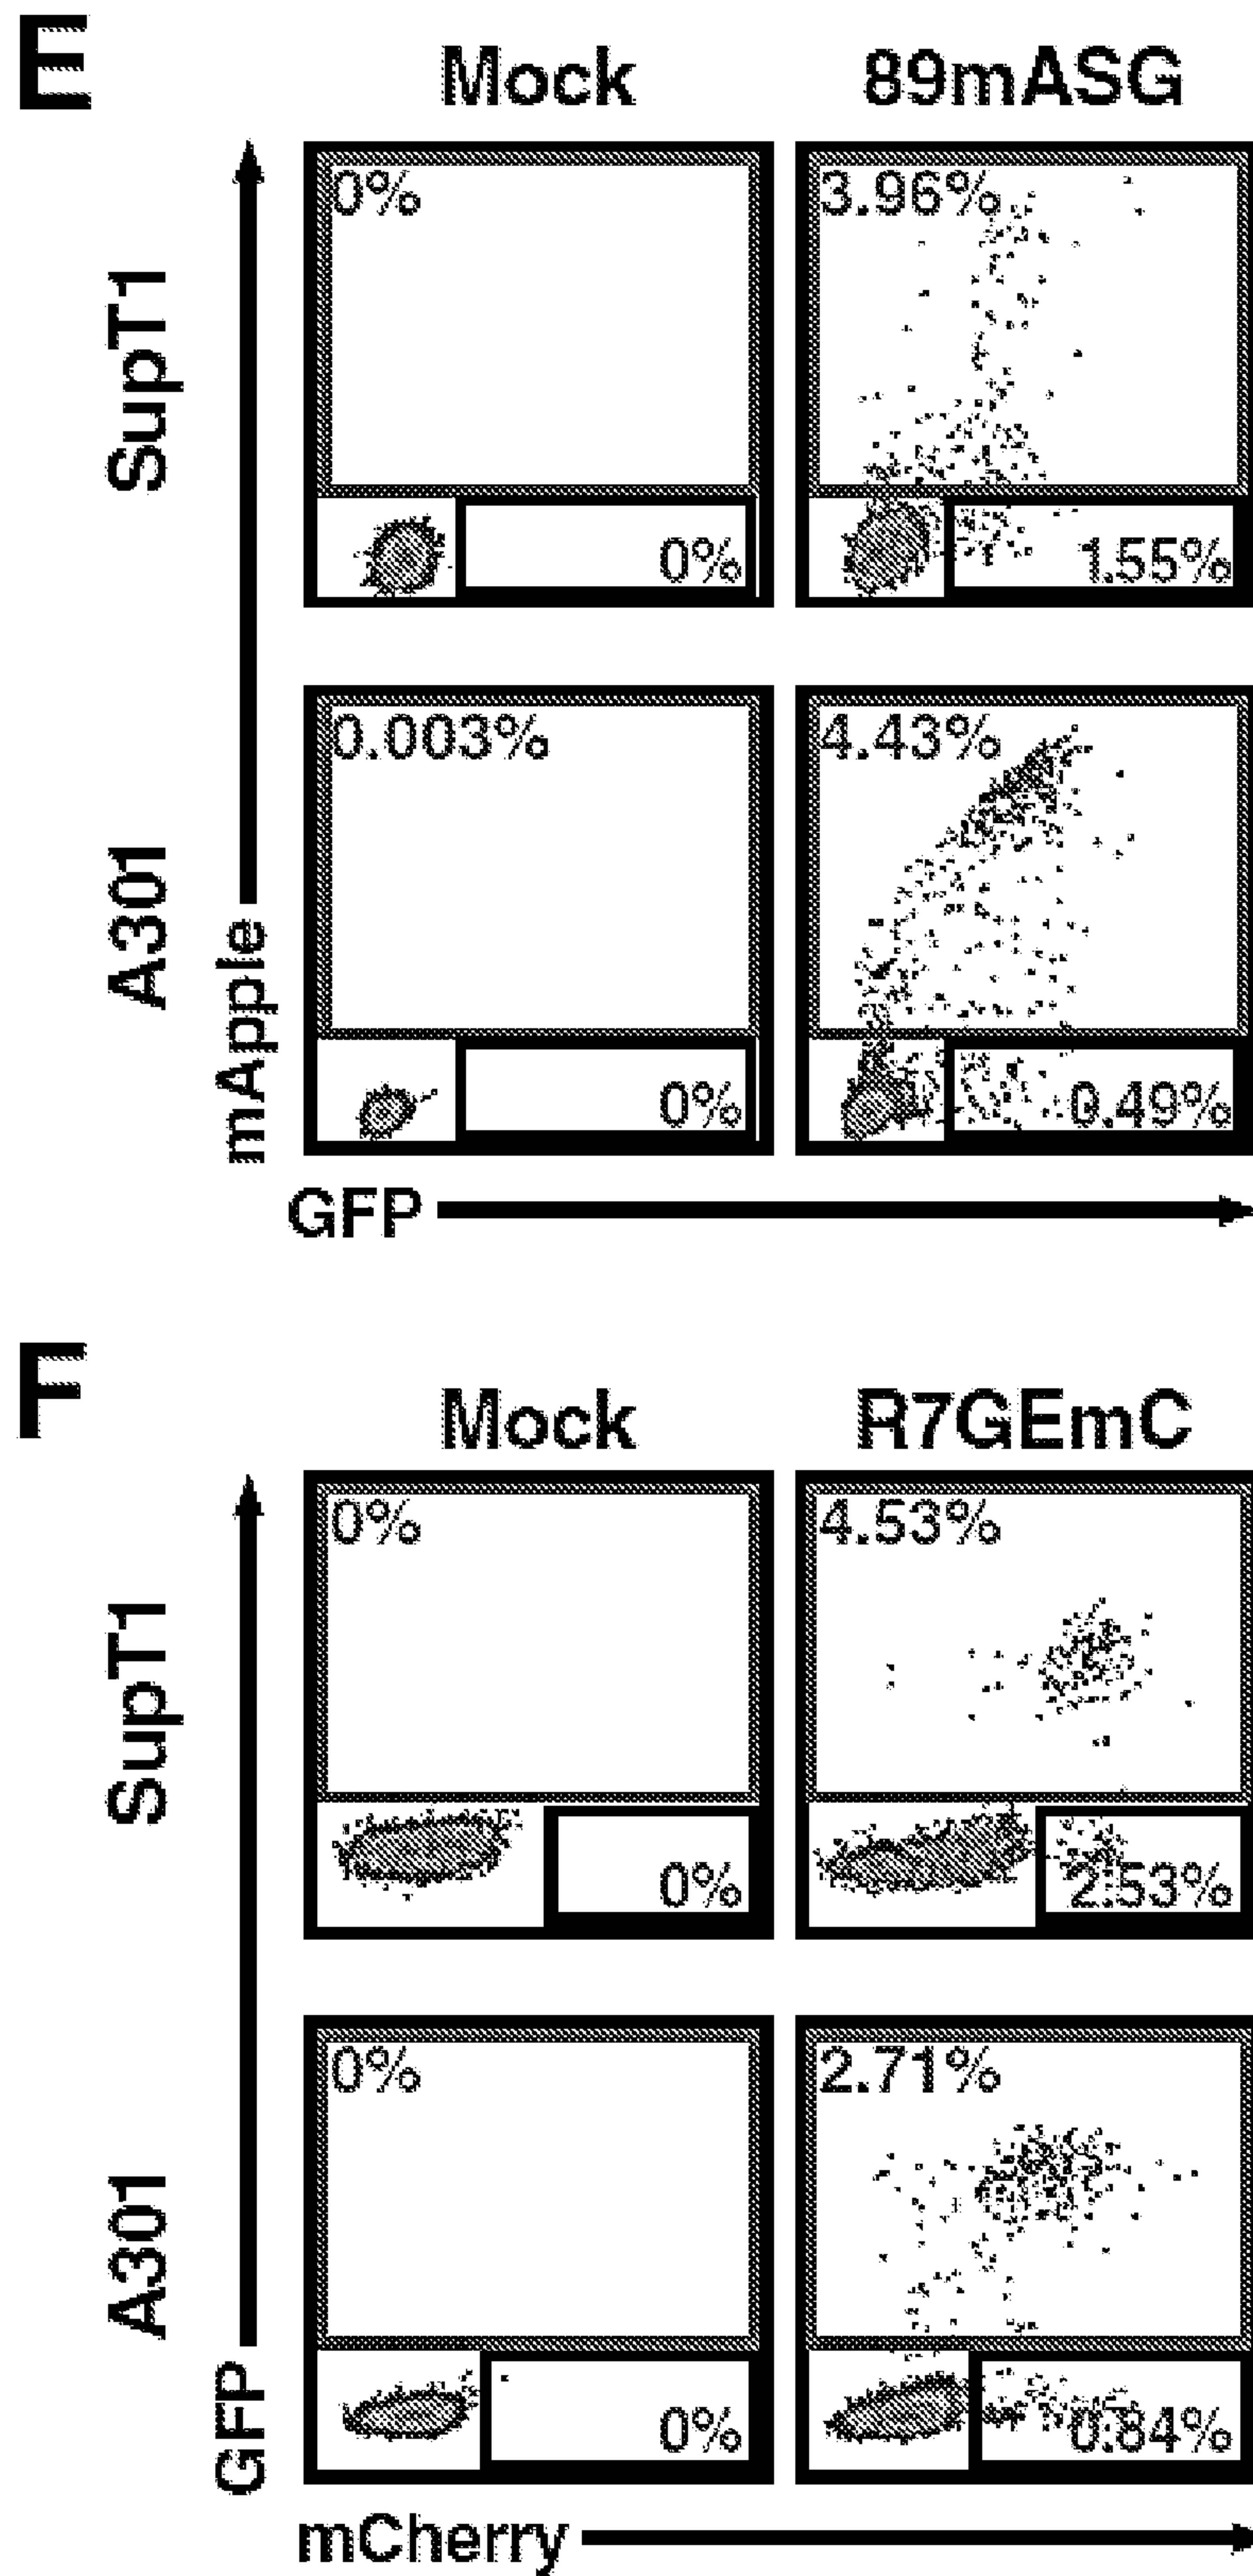 E
Mock 89mASG
SupT1
0% 3.96%
0% 1.55%
A301
0.003% 4.43%
0% 0.49%
mApple
GFP
F
Mock R7GEmC
SupT1
0% 4.53%
0% 2.53%
A301
0% 2.71%
0% 0.84%
GFP
mCherry